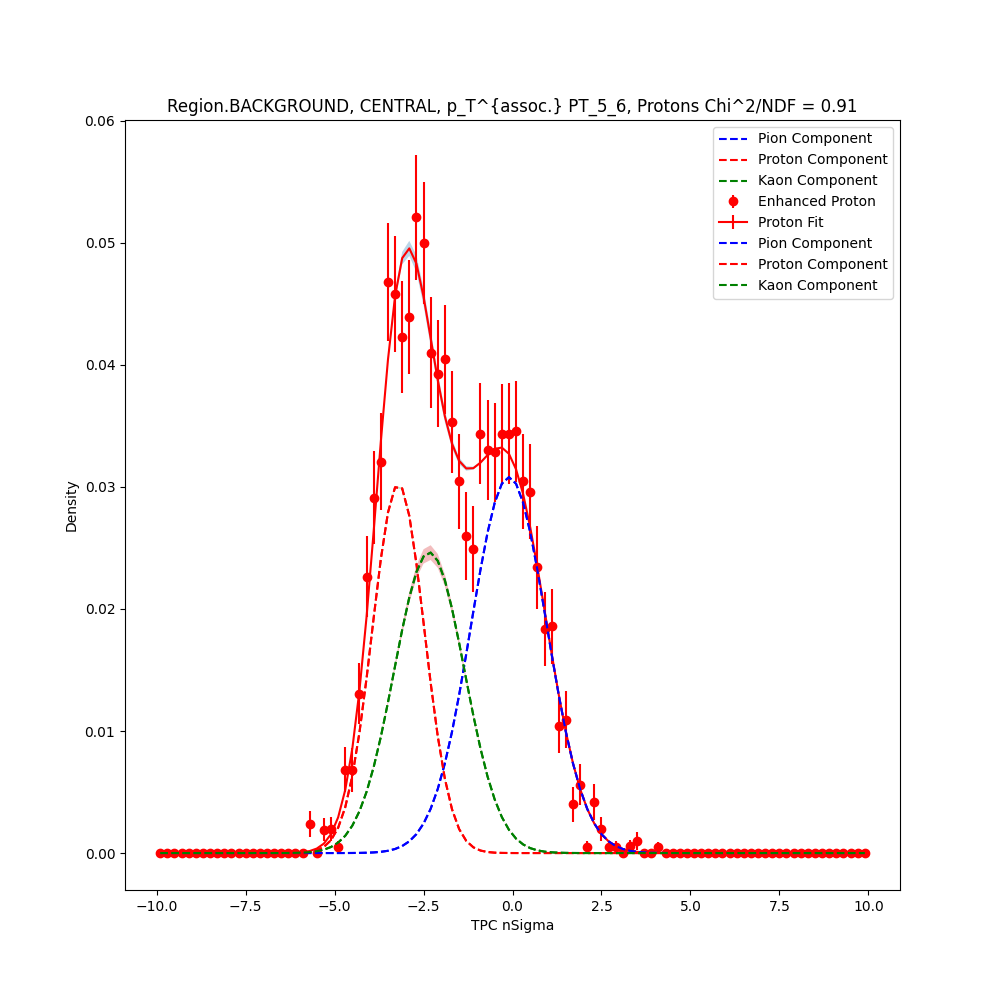 Region.BACKGROUND, CENTRAL, p_T^{assoc.} PT_5_6, Protons Chi^2/NDF = 0.91
Pion Component
Proton Component
Kaon Component
Enhanced Proton
Proton Fit
Pion Component
Proton Component
Kaon Component
0.06
0.05
0.04
0.03
0.02
0.01
0.00
Density
−10.0
−7.5
−5.0
−2.5
0.0
2.5
5.0
7.5
10.0
TPC nSigma